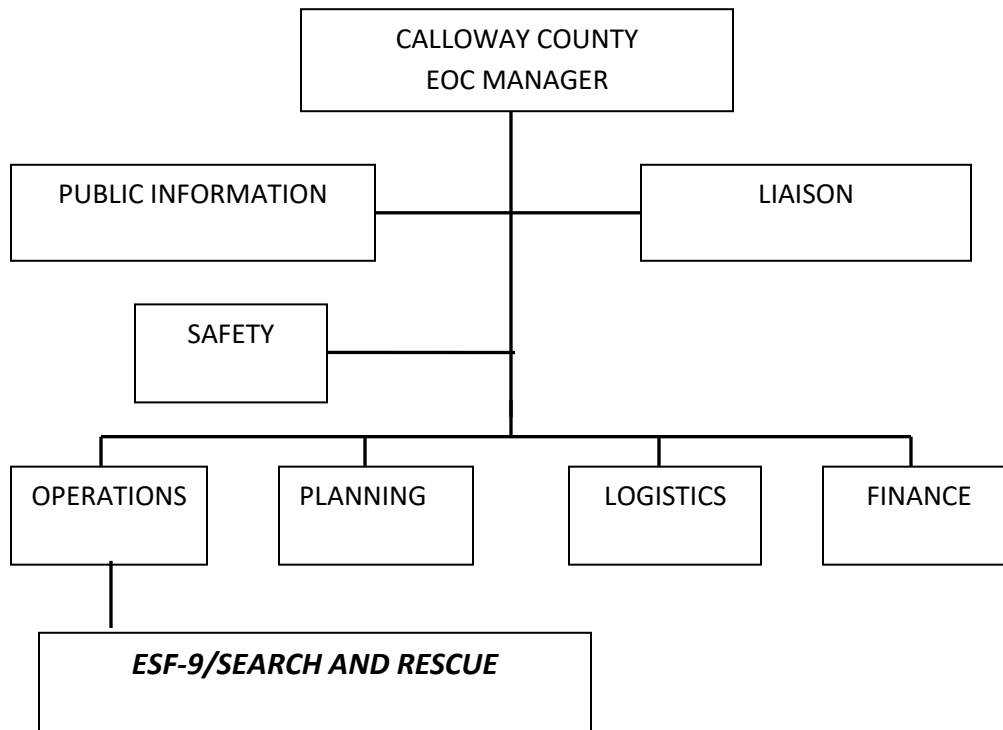 CALLOWAY COUNTY
EOC MANAGER
PUBLIC INFORMATION
LIAISON
SAFETY
OPERATIONS
PLANNING
LOGISTICS
FINANCE
ESF-9/SEARCH AND RESCUE